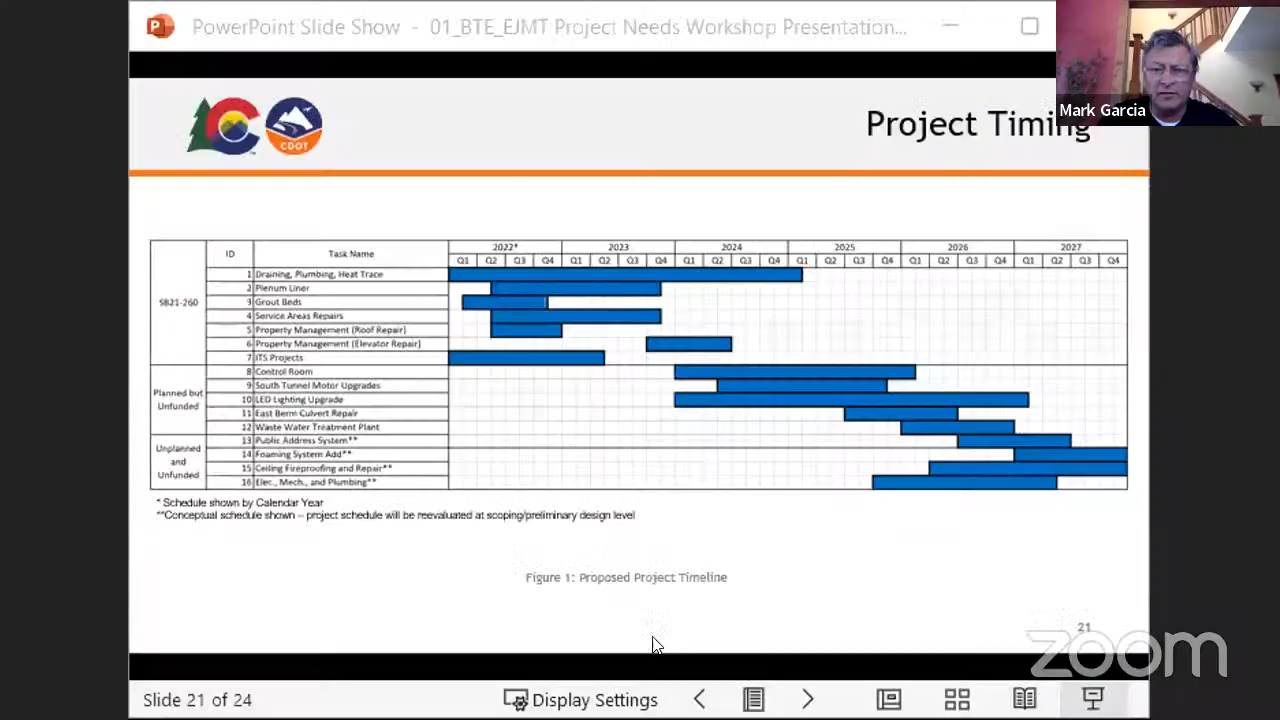 PowerPoint Slide Show - 01_BTE_EJMT Project Needs Workshop Presentation...
Mark Garcia
CDOT
Project Timing
ID Task Name 2022* 2023 2024 2025 2026 2027
Q1 Q2 Q3 Q4 Q1 Q2 Q3 Q4 Q1 Q2 Q3 Q4 Q1 Q2 Q3 Q4 Q1 Q2 Q3 Q4 Q1 Q2 Q3 Q4
SB21-260
1 Draining, Plumbing, Heat Trace
2 Plenum Liner
3 Grout Beds
4 Service Areas Repairs
5 Property Management (Roof Repair)
6 Property Management (Elevator Repair)
7 ITS Projects
Planned but
Unfunded
8 Control Room
9 South Tunnel Motor Upgrades
10 LED Lighting Upgrade
11 East Berm Culvert Repair
12 Waste Water Treatment Plant
Unplanned
and
Unfunded
13 Public Address System**
14 Foaming System Add**
15 Ceiling Fireproofing and Repair**
16 Elec., Mech., and Plumbing**
* Schedule shown by Calendar Year
**Conceptual schedule shown – project schedule will be reevaluated at scoping/preliminary design level
Figure 1: Proposed Project Timeline
21
zoom
Slide 21 of 24
Display Settings